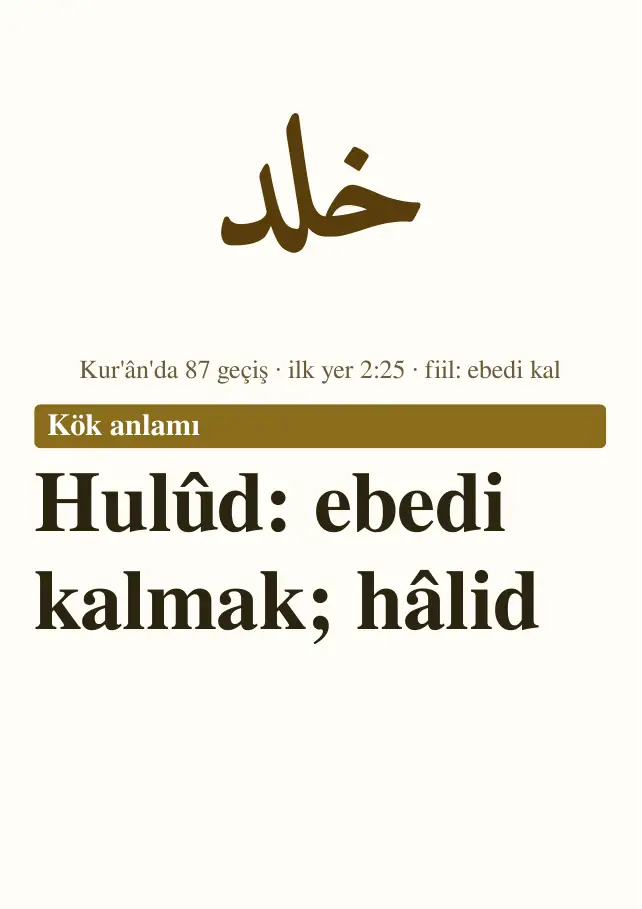 خلد
Kur'ân'da 87 geçiş · ilk yer 2:25 · fiil: ebedi kal
Kök anlamı
Hulûd: ebedi
kalmak; hâlid